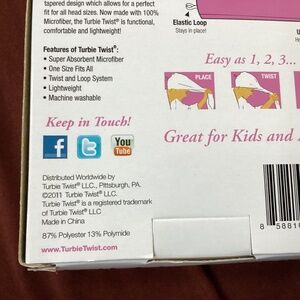 tapered design which allows for a perfect
fit for all head sizes. Now made with 100%
Microfiber, the Turbie Twist® is functional,
comfortable and lightweight!
Features of Turbie Twist®:
• Super Absorbent Microfiber
• One Size Fits All
• Twist and Loop System
• Lightweight
• Machine washable
Keep in Touch!
f
t
You
Tube
Distributed Worldwide by
Turbie Twist® LLC., Pittsburgh, PA.
©2011 Turbie Twist® LLC
Turbie Twist® is a registered trademark
of Turbie Twist® LLC
Made in China
87% Polyester 13% Polymide
www.TurbieTwist.com
Elastic Loop
Stays in place!
Easy as 1, 2, 3...
PLACE
TWIST
Great for Kids and